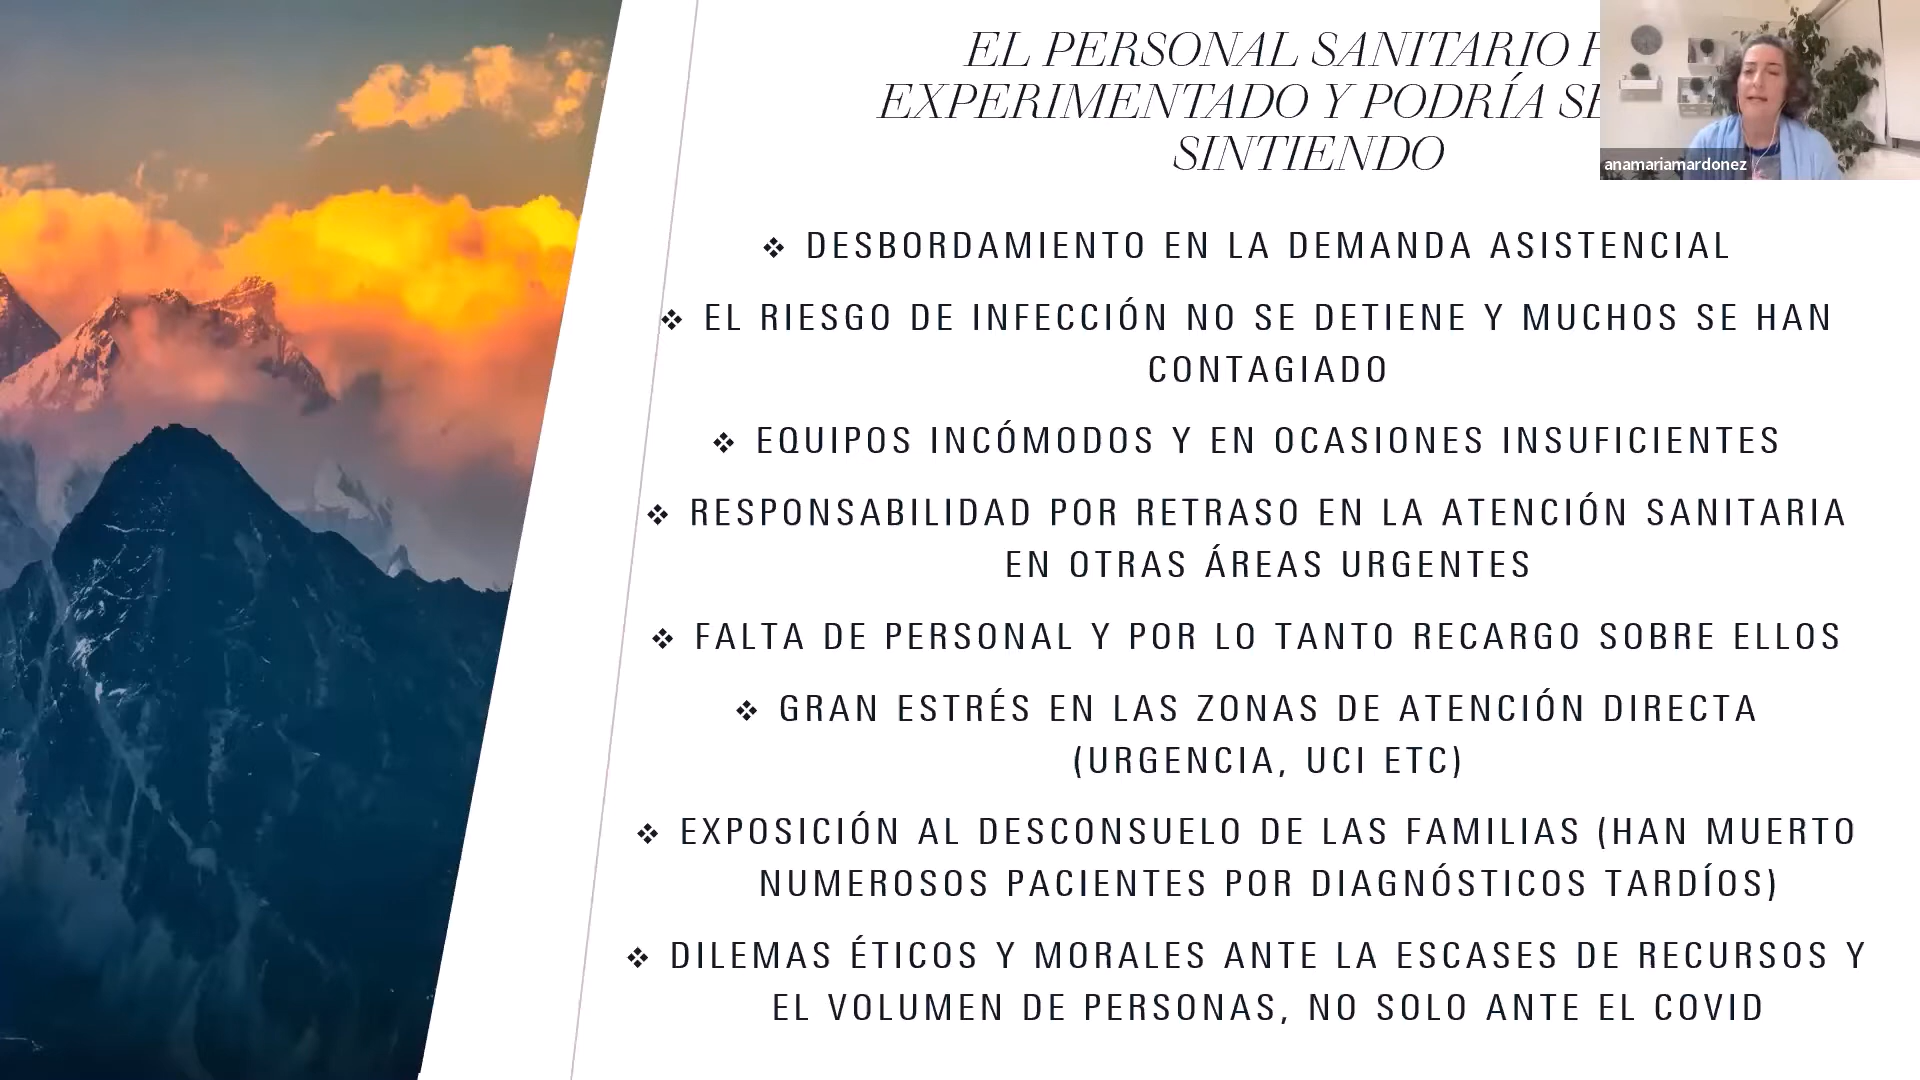 EL PERSONAL SANITARIO
EXPERIMENTADO Y PODRÍA
SINTIENDO
anamariamardonez
❖ DESBORDAMIENTO EN LA DEMANDA ASISTENCIAL
❖ EL RIESGO DE INFECCIÓN NO SE DETIENE Y MUCHOS SE HAN
CONTAGIADO
❖ EQUIPOS INCÓMODOS Y EN OCASIONES INSUFICIENTES
❖ RESPONSABILIDAD POR RETRASO EN LA ATENCIÓN SANITARIA
EN OTRAS ÁREAS URGENTES
❖ FALTA DE PERSONAL Y POR LO TANTO RECARGO SOBRE ELLOS
❖ GRAN ESTRÉS EN LAS ZONAS DE ATENCIÓN DIRECTA
(URGENCIA, UCI ETC)
❖ EXPOSICIÓN AL DESCONSUELO DE LAS FAMILIAS (HAN MUERTO
NUMEROSOS PACIENTES POR DIAGNÓSTICOS TARDÍOS)
❖ DILEMAS ÉTICOS Y MORALES ANTE LA ESCASES DE RECURSOS Y
EL VOLUMEN DE PERSONAS, NO SOLO ANTE EL COVID